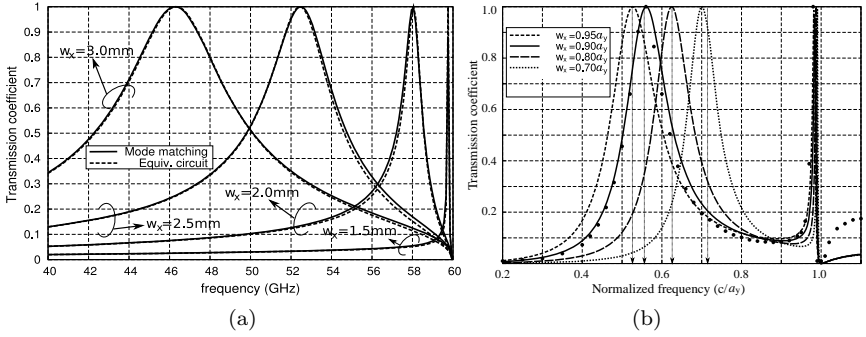 Transmission coefficient
1
0.9
0.8
0.7
0.6
0.5
0.4
0.3
0.2
0.1
0
wx=3.0mm
Mode matching
Equiv. circuit
wx=2.0mm
wx=2.5mm
wx=1.5mm
40 42 44 46 48 50 52 54 56 58 60
frequency (GHz)
(a)
Transmission coefficient
1.0
0.8
0.6
0.4
0.2
wx=0.95ay
wx=0.90ay
wx=0.80ay
wx=0.70ay
0.2 0.4 0.6 0.8 1.0
Normalized frequency (c/ay)
(b)